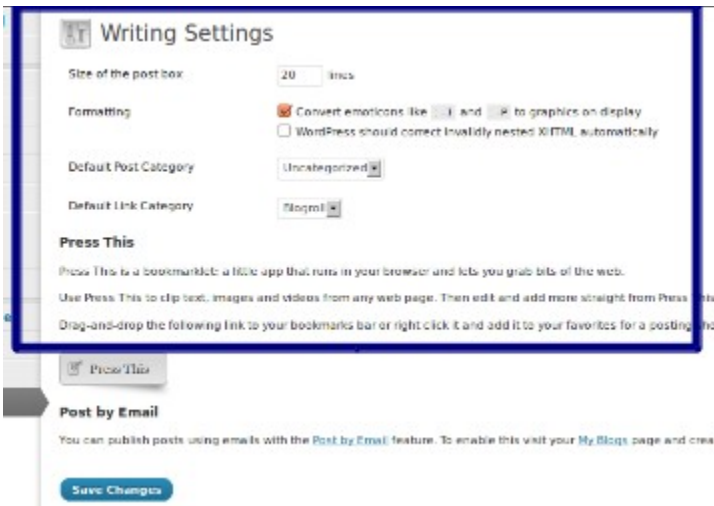 Writing Settings
Size of the post box 20 lines
Formatting Convert emoticons like :-) and :-P to graphics on display
WordPress should correct invalidly nested XHTML automatically
Default Post Category Uncategorized
Default Link Category Blogroll
Press This
Press This is a bookmarklet: a little app that runs in your browser and lets you grab bits of the web.
Use Press This to clip text, images and videos from any web page. Then edit and add more straight from Press This
Drag-and-drop the following link to your bookmarks bar or right click it and add it to your favorites for a posting
Press This
Post by Email
You can publish posts using emails with the Post by Email feature. To enable this visit your My Blogs page and
Save Changes